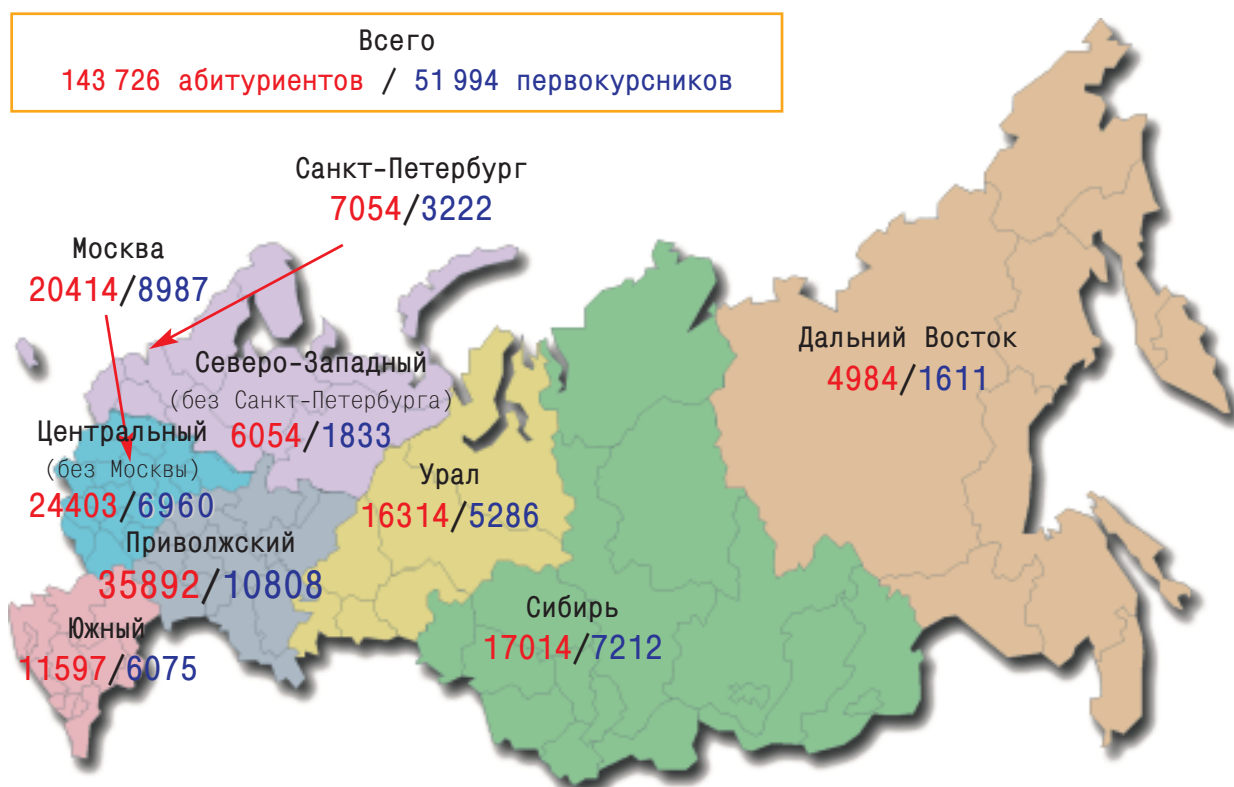 Всего
143 726 абитуриентов / 51 994 первокурсников
Санкт-Петербург
7054/3222
Москва
20414/8987
Северо-Западный
(без Санкт-Петербурга)
6054/1833
Дальний Восток
4984/1611
Центральный
(без Москвы)
24403/6960
Урал
16314/5286
Приволжский
35892/10808
Сибирь
17014/7212
Южный
11597/6075